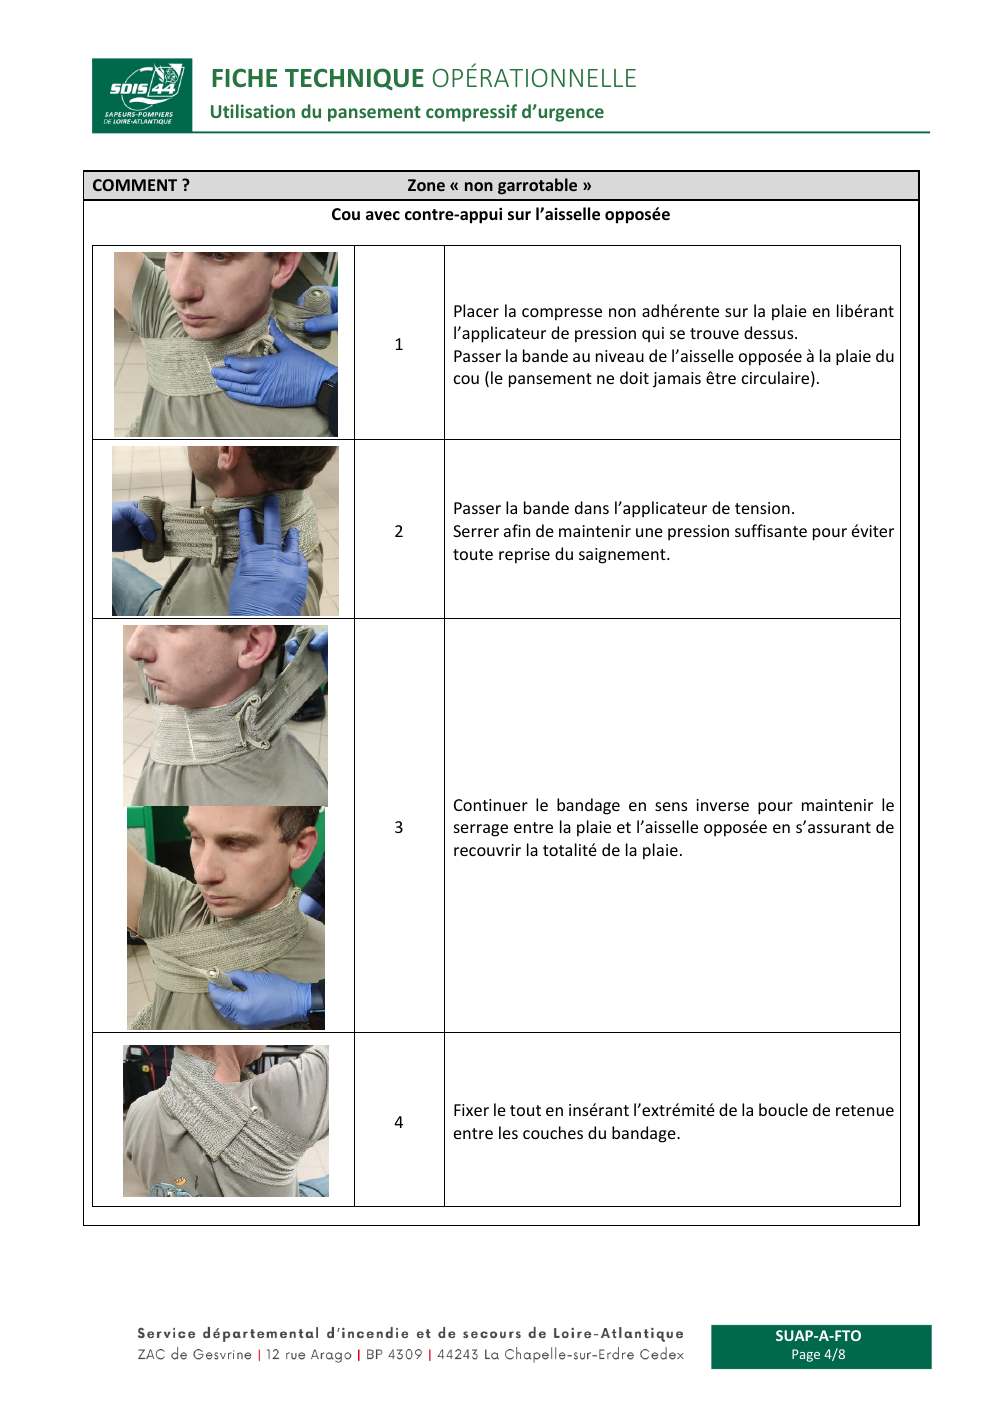 SDIS 44
SAPEURS-POMPIERS
DE LOIRE-ATLANTIQUE
FICHE TECHNIQUE OPÉRATIONNELLE
Utilisation du pansement compressif d’urgence
COMMENT ? Zone « non garrotable »
Cou avec contre-appui sur l’aisselle opposée
1
Placer la compresse non adhérente sur la plaie en libérant
l’applicateur de pression qui se trouve dessus.
Passer la bande au niveau de l’aisselle opposée à la plaie du
cou (le pansement ne doit jamais être circulaire).
2
Passer la bande dans l’applicateur de tension.
Serrer afin de maintenir une pression suffisante pour éviter
toute reprise du saignement.
3
Continuer le bandage en sens inverse pour maintenir le
serrage entre la plaie et l’aisselle opposée en s’assurant de
recouvrir la totalité de la plaie.
4
Fixer le tout en insérant l’extrémité de la boucle de retenue
entre les couches du bandage.
Service départemental d’incendie et de secours de Loire-Atlantique
ZAC de Gesvrine | 12 rue Arago | BP 4309 | 44243 La Chapelle-sur-Erdre Cedex
SUAP-A-FTO
Page 4/8